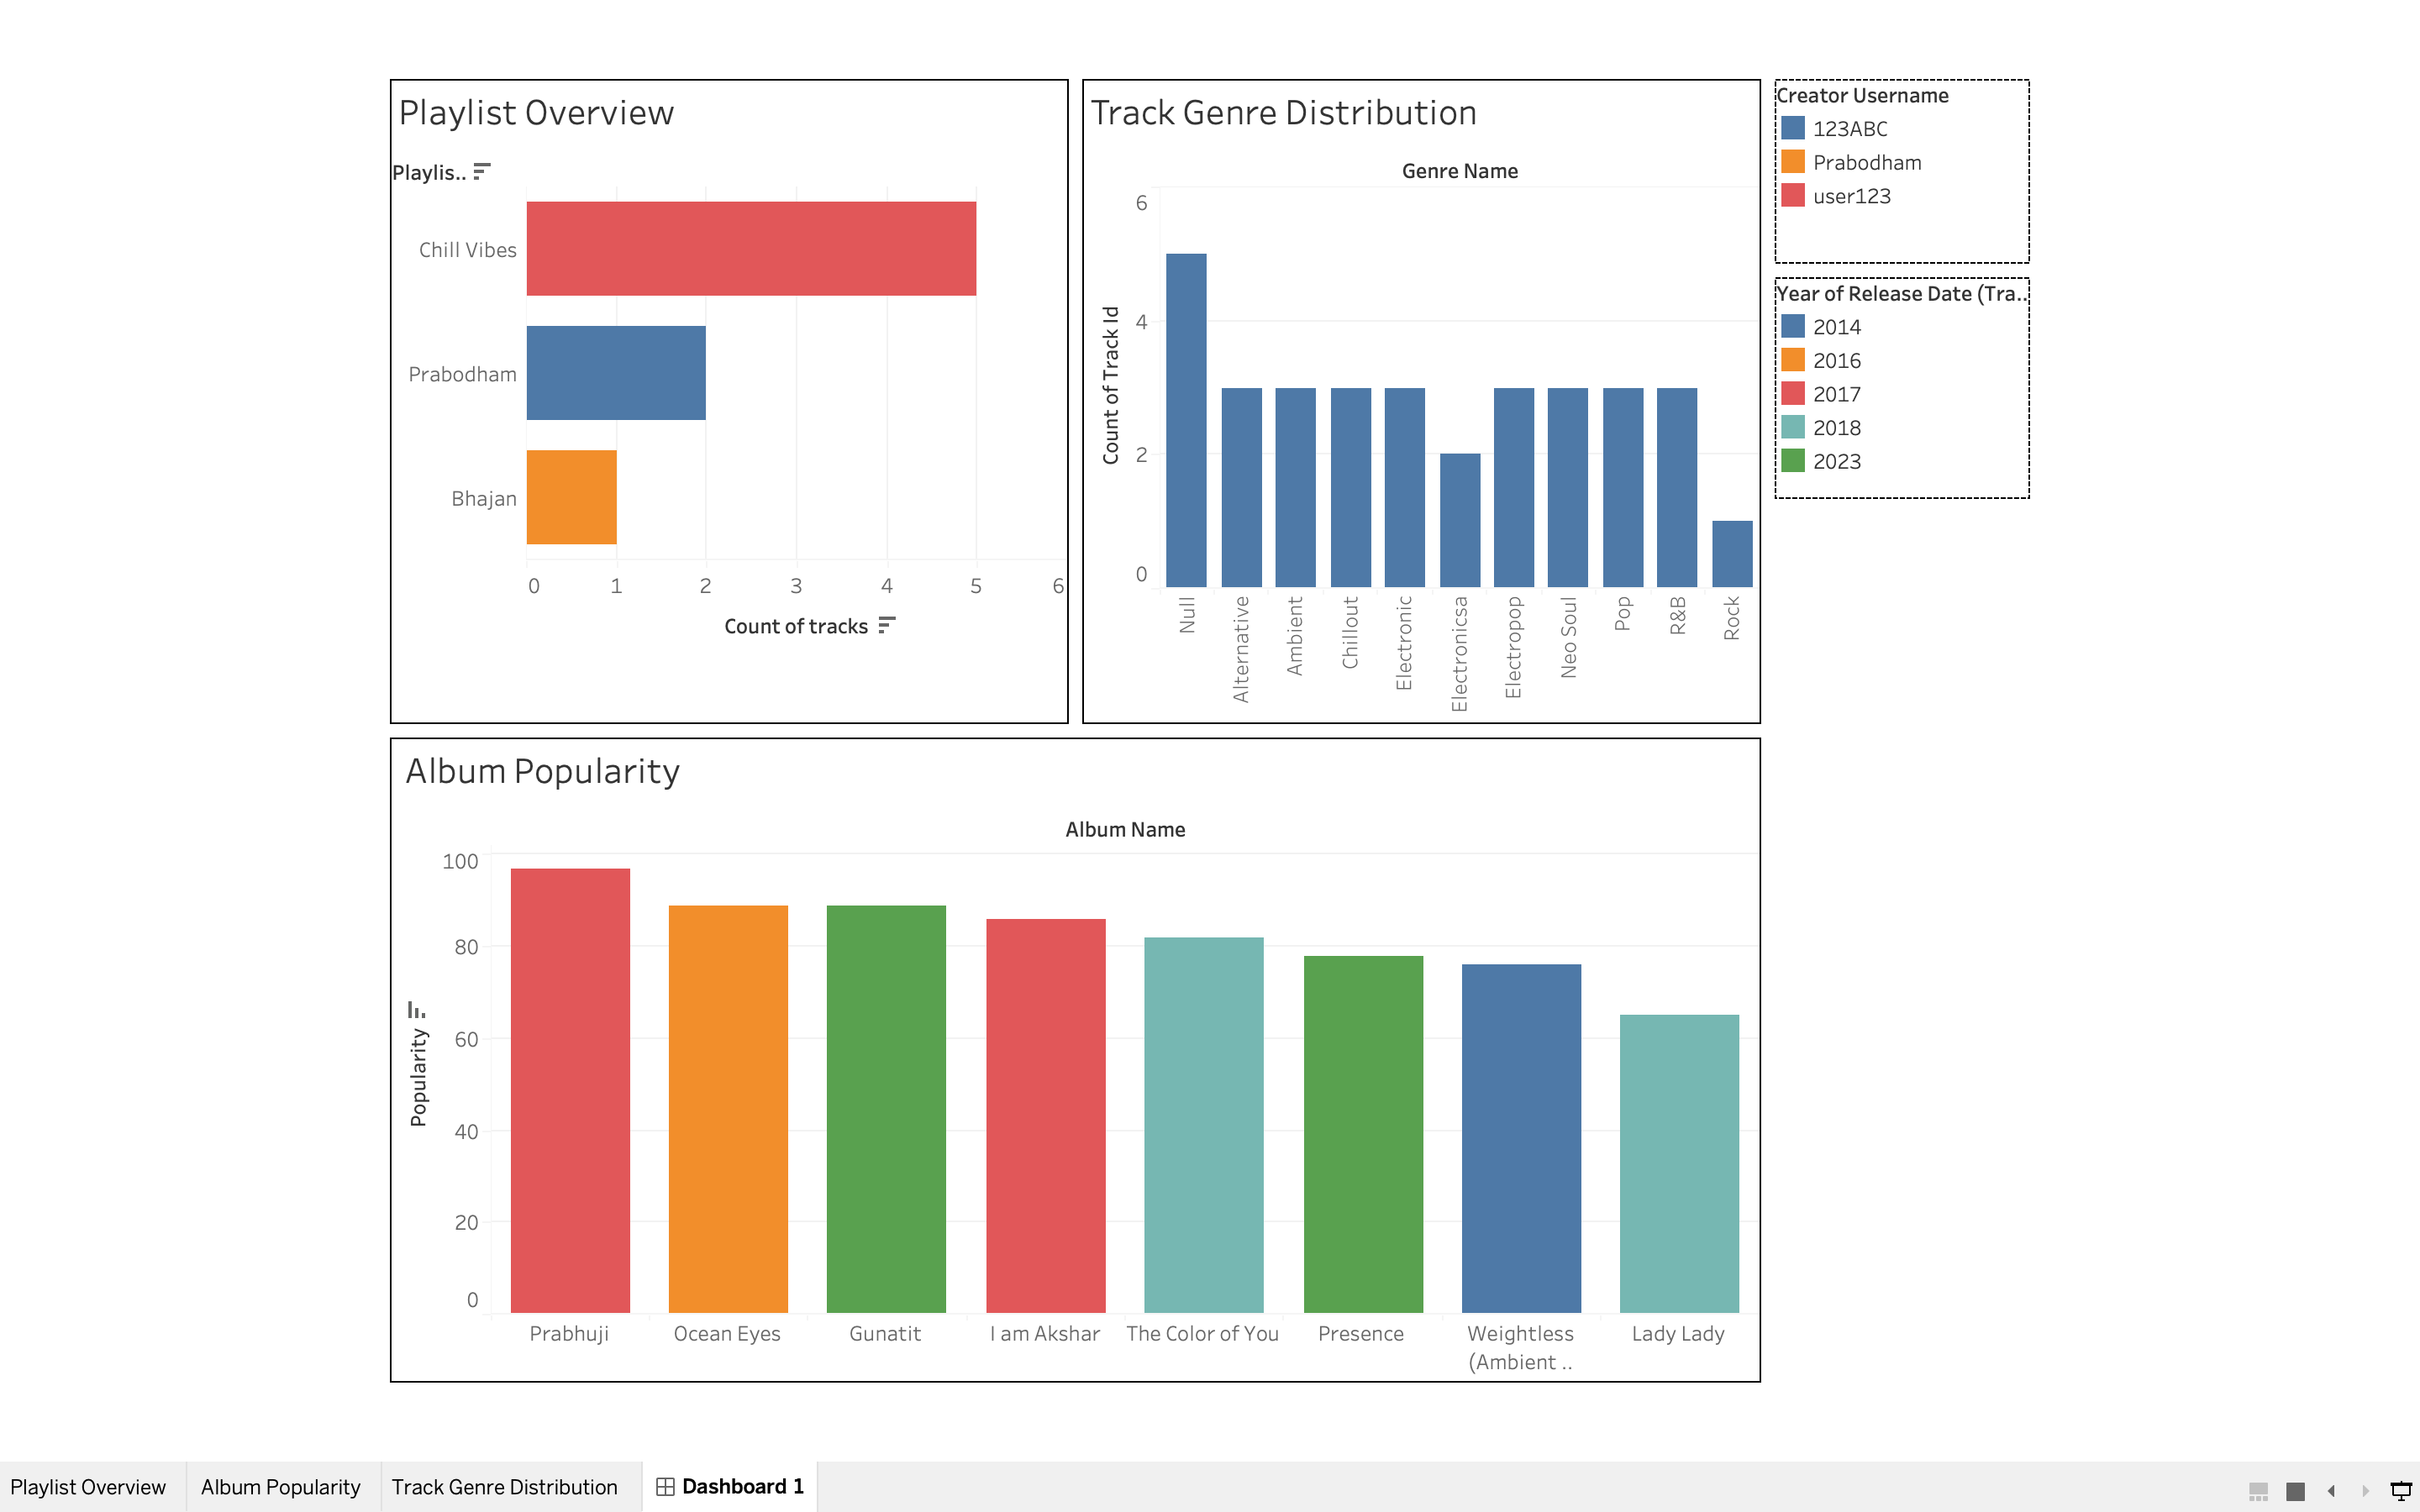 Playlist Overview
Playlis..
Chill Vibes
Prabodham
Bhajan
0 1 2 3 4 5 6
Count of tracks
Track Genre Distribution
Genre Name
6
4
2
0
Count of Track Id
Null
Alternative
Ambient
Chillout
Electronic
Electronicsa
Electropop
Neo Soul
Pop
R&B
Rock
Creator Username
123ABC
Prabodham
user123
Year of Release Date (Tra..
2014
2016
2017
2018
2023
Album Popularity
Album Name
100
80
60
40
20
0
Popularity
Prabhuji
Ocean Eyes
Gunatit
I am Akshar
The Color of You
Presence
Weightless
(Ambient ..
Lady Lady
Playlist Overview
Album Popularity
Track Genre Distribution
Dashboard 1